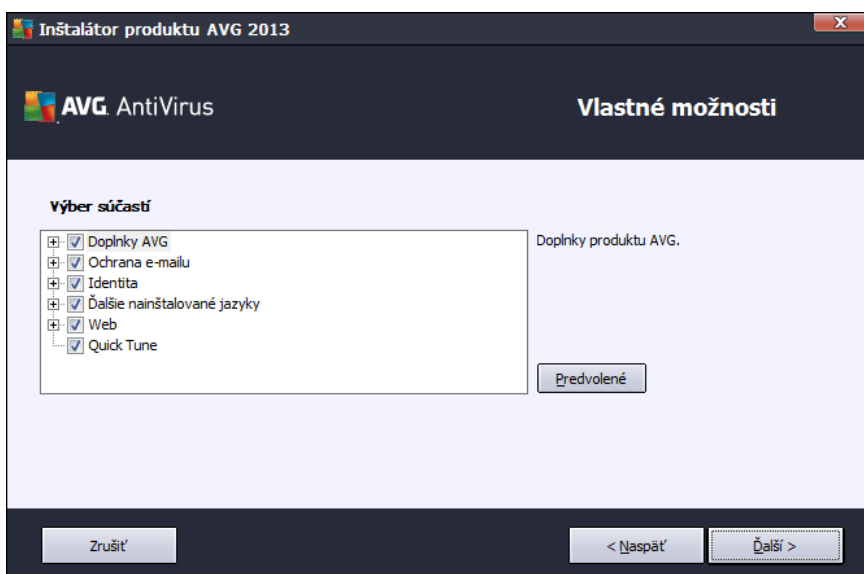 Inštalátor produktu AVG 2013
AVG AntiVirus
Vlastné možnosti
Výber súčastí
Doplnky AVG
Doplnky produktu AVG.
Ochrana e-mailu
Identita
Ďalšie nainštalované jazyky
Web
Quick Tune
Predvolené
Zrušiť
< Naspäť
Ďalší >